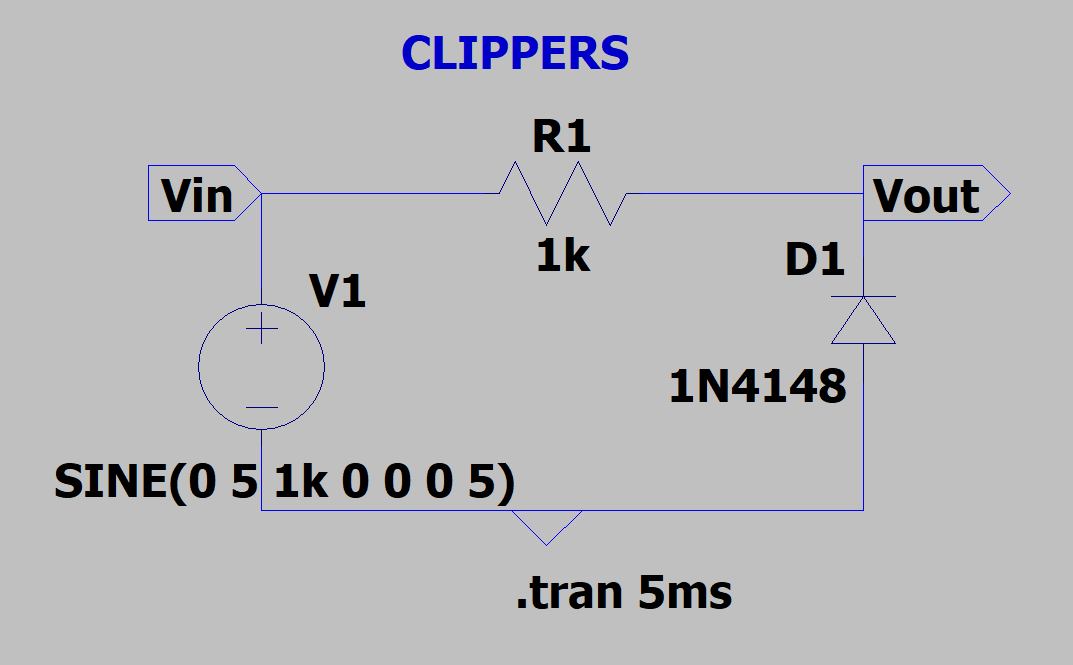 CLIPPERS
R1
Vin
Vout
1k
D1
V1
1N4148
SINE(0 5 1k 0 0 0 5)
.tran 5ms